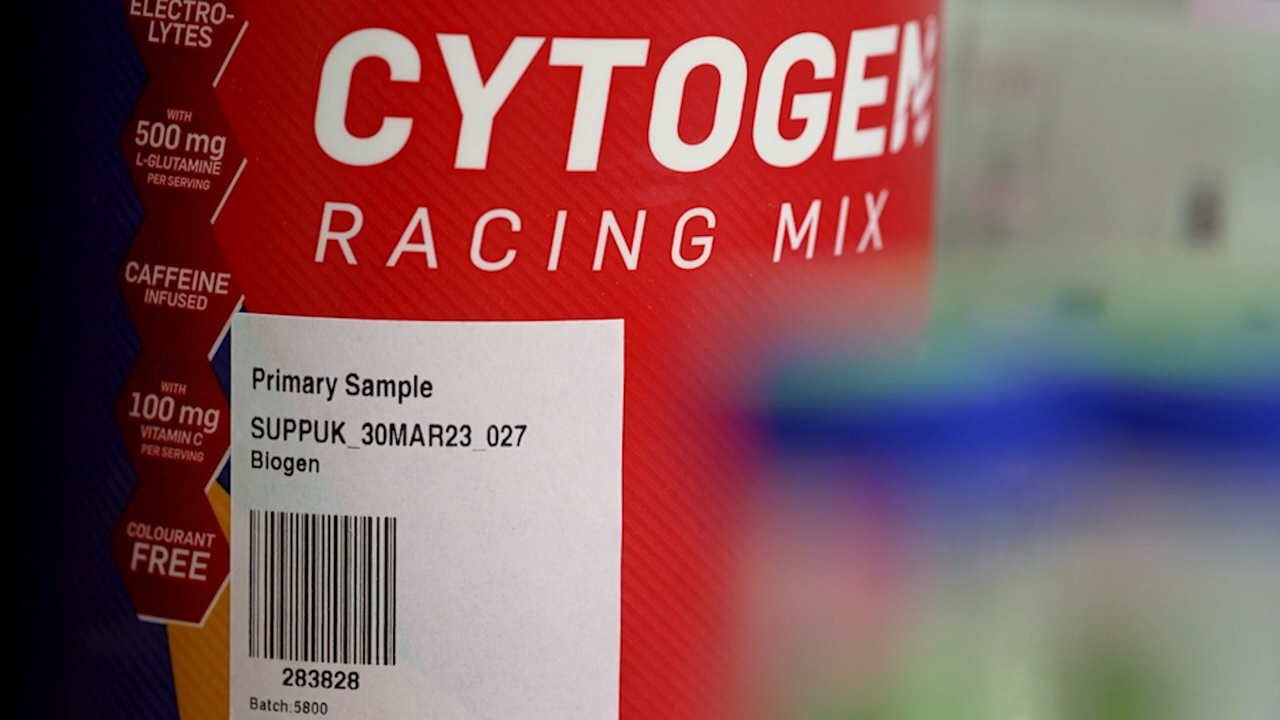 ELECTRO-
LYTES
WITH
500 mg
L-GLUTAMINE
PER SERVING
CAFFEINE
INFUSED
WITH
100 mg
VITAMIN C
PER SERVING
COLOURANT
FREE
CYTOGEN
RACING MIX
Primary Sample
SUPPUK_30MAR23_027
Biogen
283828
Batch:5800